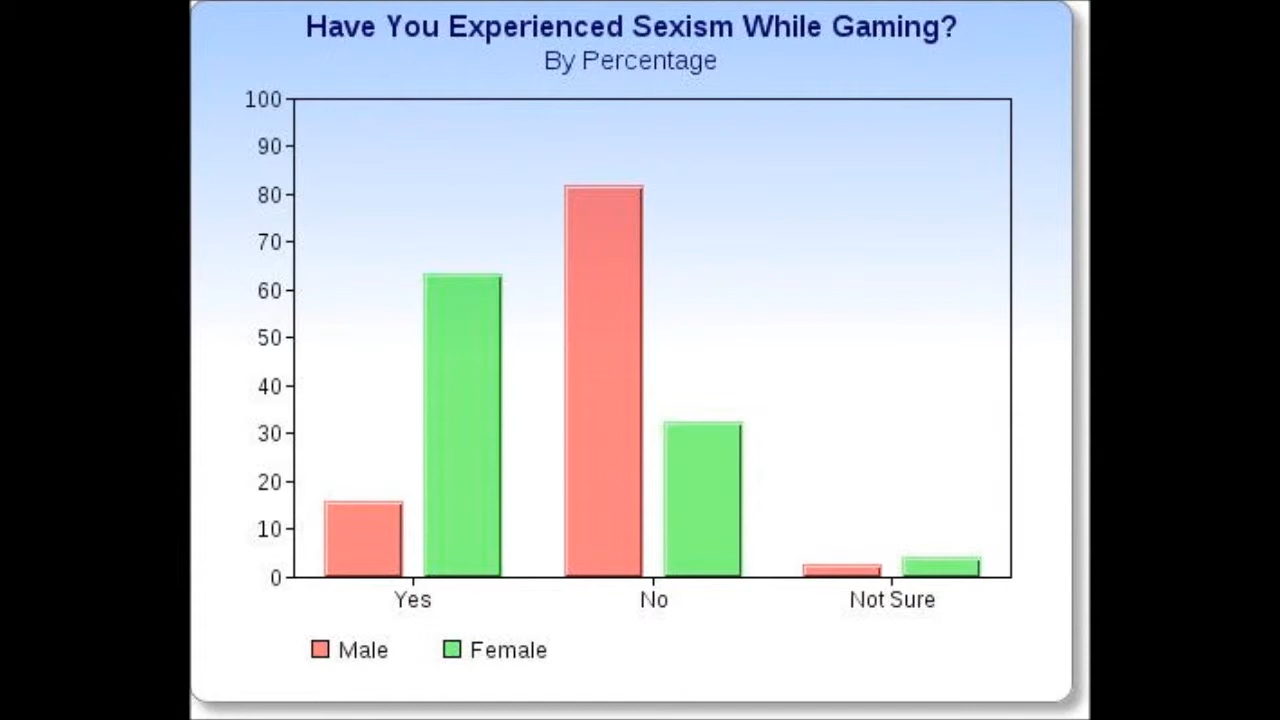 Have You Experienced Sexism While Gaming?
By Percentage
100
90
80
70
60
50
40
30
20
10
0
Yes No Not Sure
Male Female